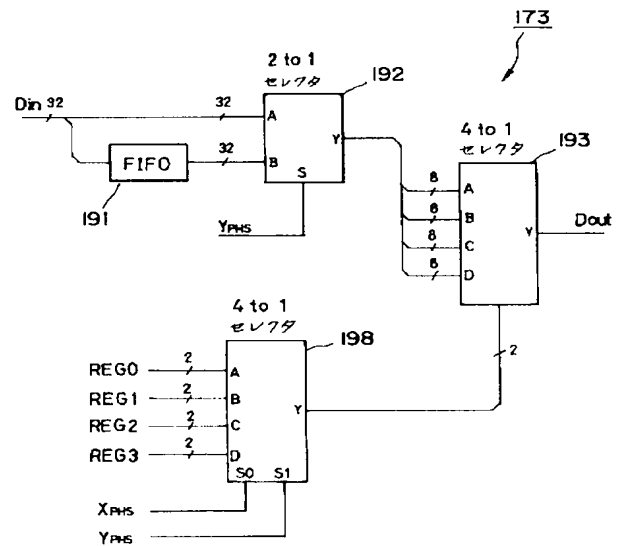 173
2 to 1
セレクタ
192
Din 32
32
A
Y
4 to 1
セレクタ
193
FIFO
32
B
S
191
8
A
8
B
Y
Dout
8
C
8
D
YPHS
4 to 1
セレクタ
198
2
REG0
2
A
REG1
2
B
Y
REG2
2
C
REG3
2
D
S0 S1
XPHS
YPHS